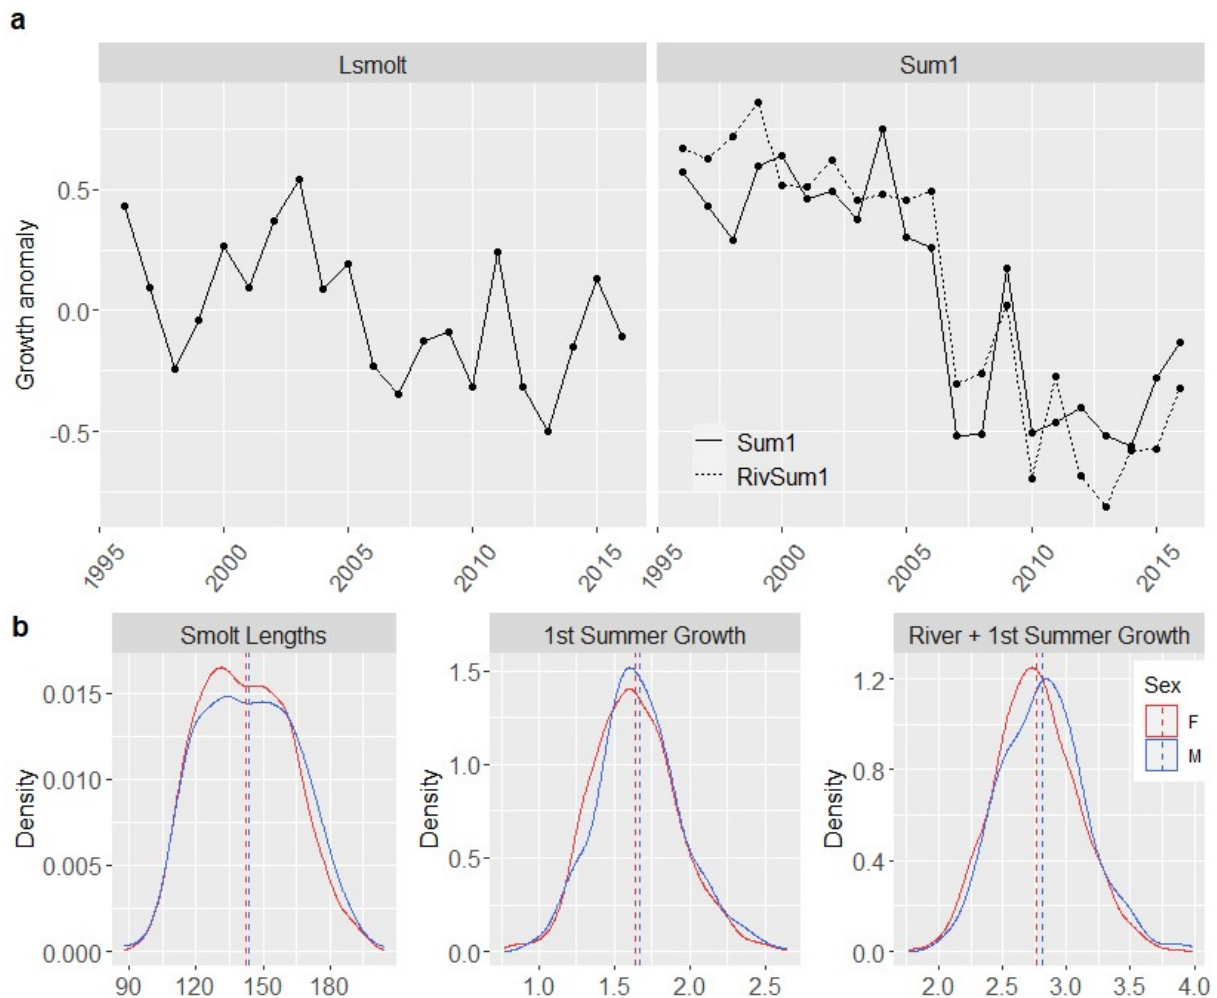 a
Lsmolt
Sum1
Growth anomaly
0.5
0.0
-0.5
Sum1
RivSum1
1995
2000
2005
2010
2015
1995
2000
2005
2010
2015
b
Smolt Lengths
1st Summer Growth
River + 1st Summer Growth
Density
0.015
0.010
0.005
0.000
90
120
150
180
Density
1.5
1.0
0.5
0.0
1.0
1.5
2.0
2.5
Density
1.2
0.8
0.4
0.0
2.0
2.5
3.0
3.5
4.0
Sex
F
M